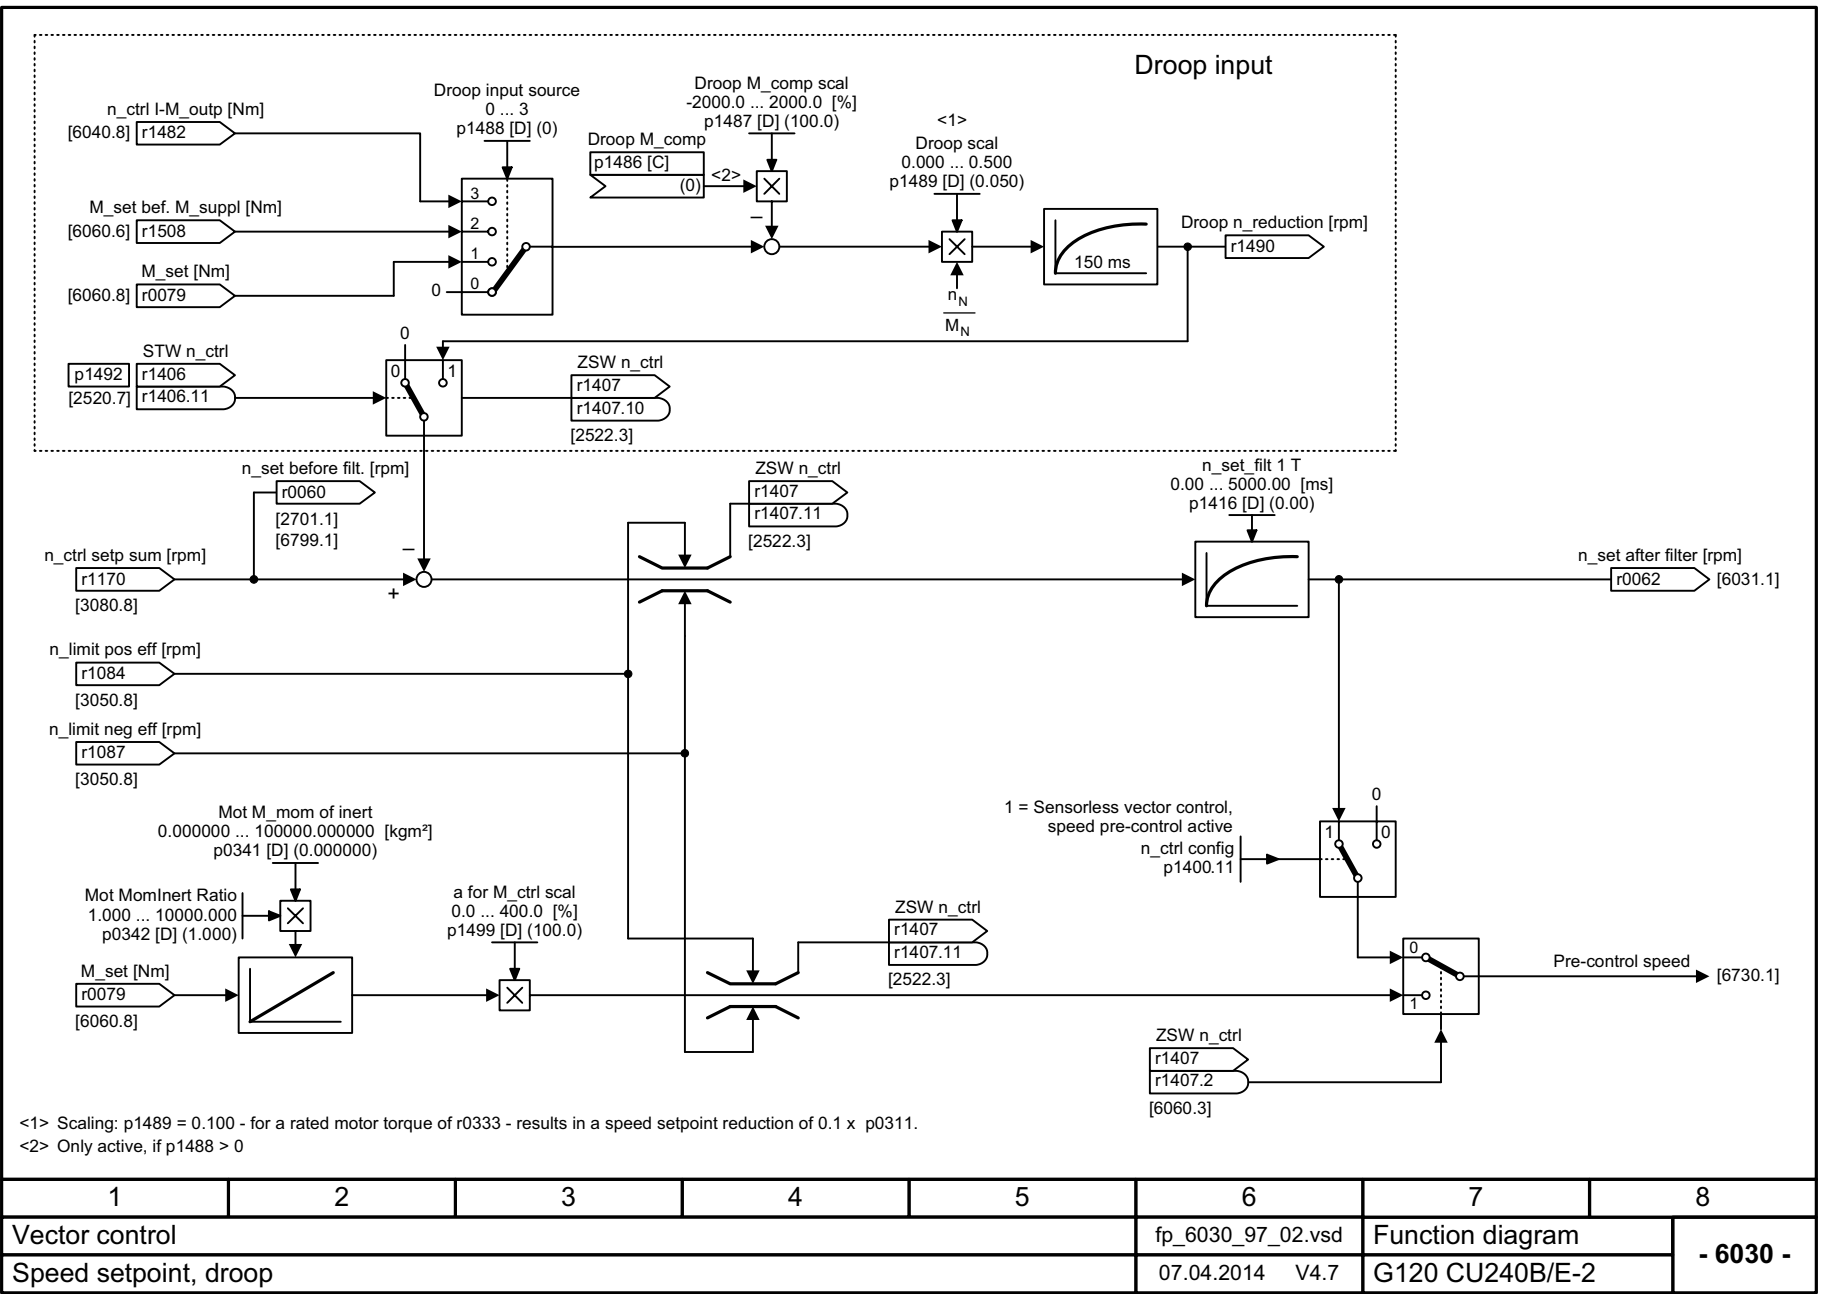 Droop input
n_ctrl I-M_outp [Nm]
[6040.8] r1482
M_set bef. M_suppl [Nm]
[6060.6] r1508
M_set [Nm]
[6060.8] r0079
Droop input source
0 ... 3
p1488 [D] (0)
3
2
1
0
0
Droop M_comp scal
-2000.0 ... 2000.0 [%]
p1487 [D] (100.0)
Droop M_comp
p1486 [C]
(0)
<2>
–
<1>
Droop scal
0.000 ... 0.500
p1489 [D] (0.050)
nN
MN
150 ms
Droop n_reduction [rpm]
r1490
STW n_ctrl
p1492 r1406
[2520.7] r1406.11
0
0 1
ZSW n_ctrl
r1407
r1407.10
[2522.3]
n_set before filt. [rpm]
r0060
[2701.1]
[6799.1]
n_ctrl setp sum [rpm]
r1170
[3080.8]
–
+
ZSW n_ctrl
r1407
r1407.11
[2522.3]
n_set_filt 1 T
0.00 ... 5000.00 [ms]
p1416 [D] (0.00)
n_set after filter [rpm]
r0062 [6031.1]
n_limit pos eff [rpm]
r1084
[3050.8]
n_limit neg eff [rpm]
r1087
[3050.8]
Mot M_mom of inert
0.000000 ... 100000.000000 [kgm²]
p0341 [D] (0.000000)
Mot MomInert Ratio
1.000 ... 10000.000
p0342 [D] (1.000)
M_set [Nm]
r0079
[6060.8]
a for M_ctrl scal
0.0 ... 400.0 [%]
p1499 [D] (100.0)
ZSW n_ctrl
r1407
r1407.11
[2522.3]
1 = Sensorless vector control,
speed pre-control active
n_ctrl config
p1400.11
0
1 0
0
1
Pre-control speed
[6730.1]
ZSW n_ctrl
r1407
r1407.2
[6060.3]
<1> Scaling: p1489 = 0.100 - for a rated motor torque of r0333 - results in a speed setpoint reduction of 0.1 x p0311.
<2> Only active, if p1488 > 0
1 2 3 4 5 6 7 8
Vector control
fp_6030_97_02.vsd
Function diagram
- 6030 -
Speed setpoint, droop
07.04.2014 V4.7
G120 CU240B/E-2